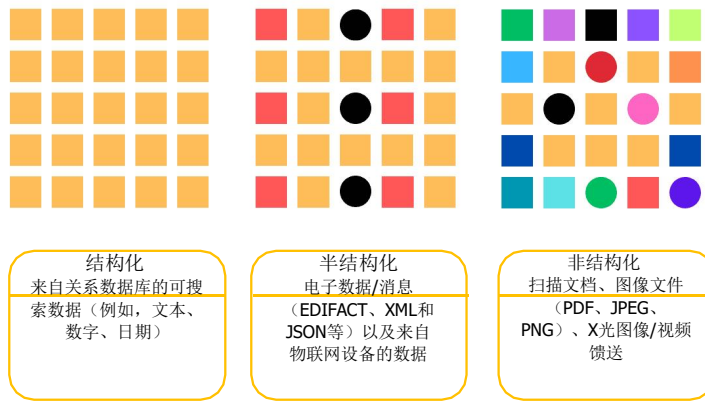 结构化
来自关系数据库的可搜
索数据（例如，文本、
数字、日期）
半结构化
电子数据/消息
（EDIFACT、XML和
JSON等）以及来自
物联网设备的数据
非结构化
扫描文档、图像文件
（PDF、JPEG、
PNG）、X光图像/视频
馈送